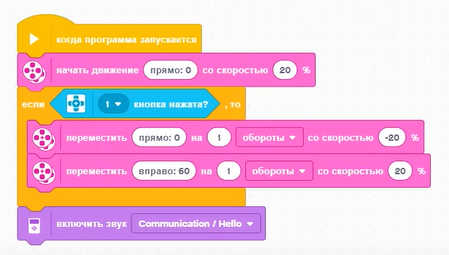 когда программа запускается
начать движение прямо: 0 со скоростью 20 %
если 1 кнопка нажата? , то
переместить прямо: 0 на 1 обороты со скоростью -20 %
переместить вправо: 60 на 1 обороты со скоростью 20 %
включить звук Communication / Hello